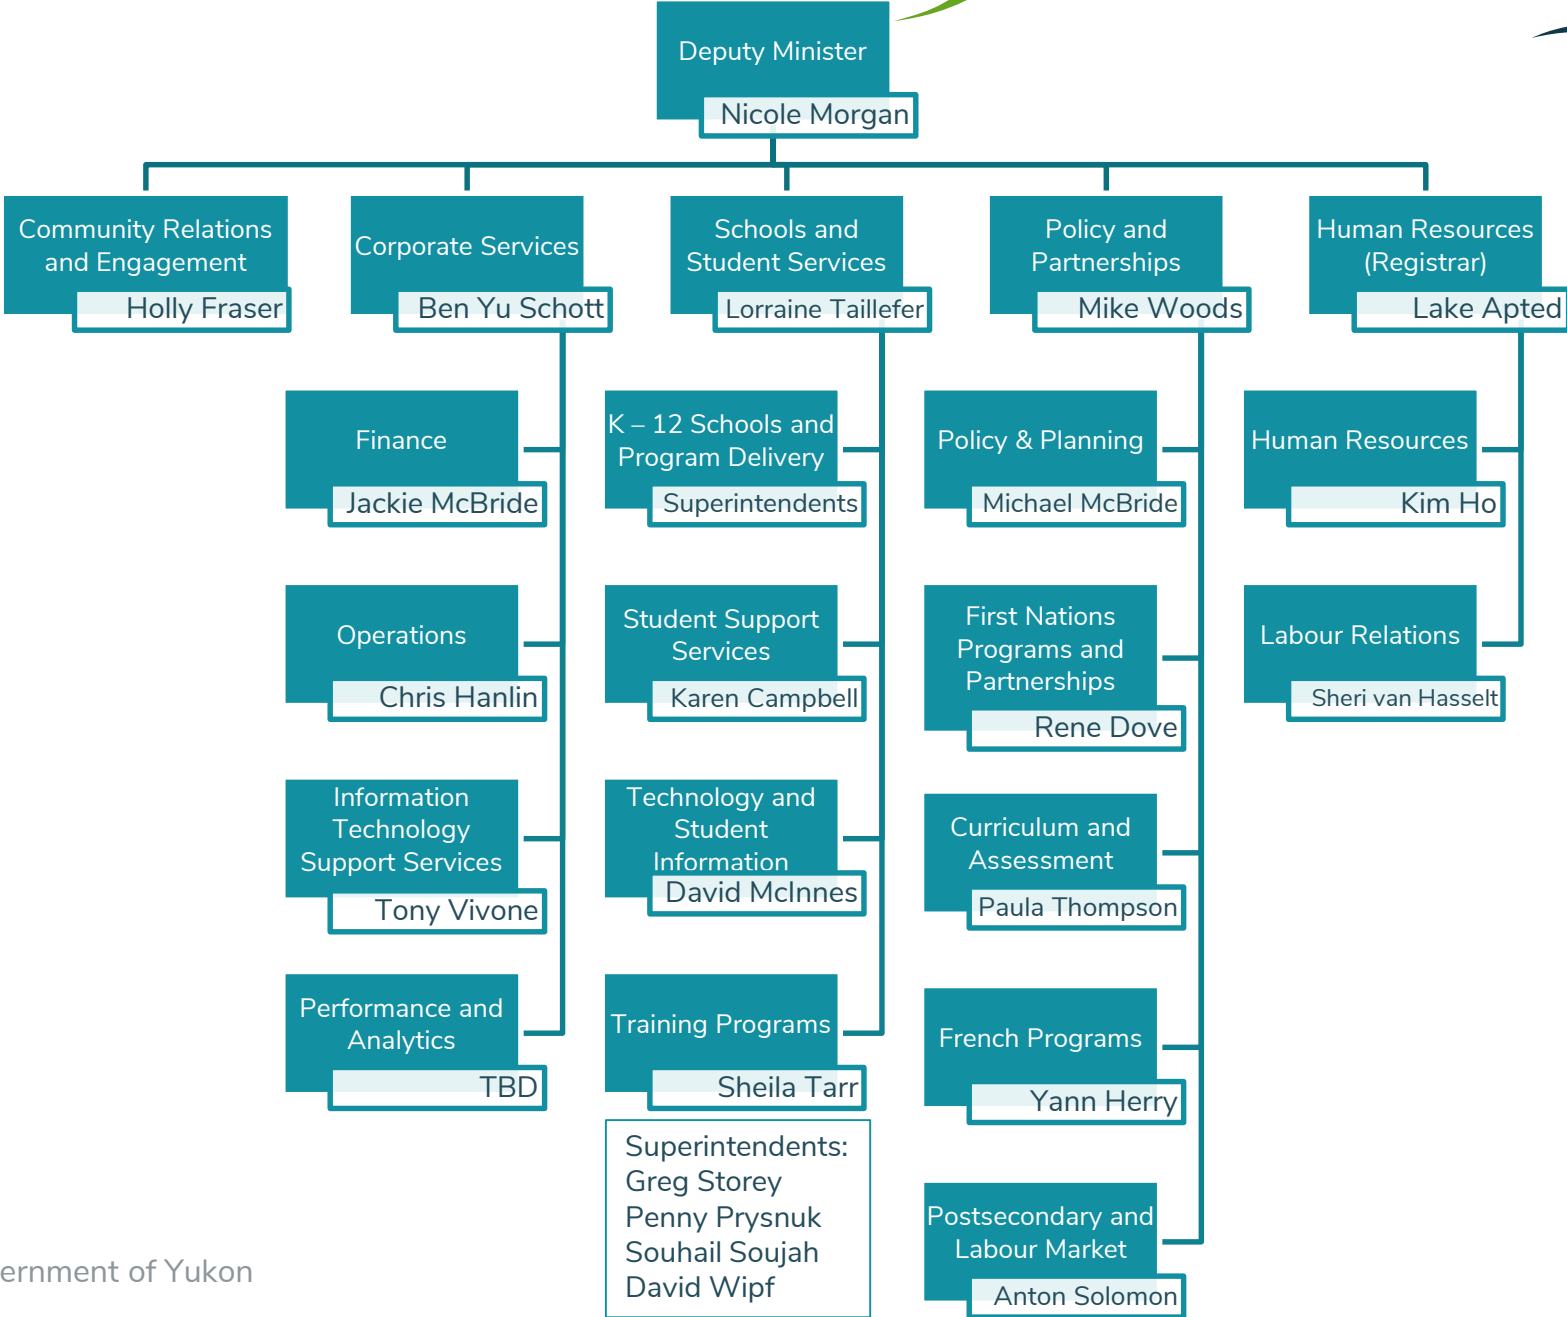 Deputy Minister
Nicole Morgan
Community Relations
and Engagement
Holly Fraser
Corporate Services
Ben Yu Schott
Schools and
Student Services
Lorraine Taillefer
Policy and
Partnerships
Mike Woods
Human Resources
(Registrar)
Lake Apted
Finance
Jackie McBride
Operations
Chris Hanlin
Information
Technology
Support Services
Tony Vivone
Performance and
Analytics
TBD
K – 12 Schools and
Program Delivery
Superintendents
Student Support
Services
Karen Campbell
Technology and
Student
Information
David McInnes
Training Programs
Sheila Tarr
Superintendents:
Greg Storey
Penny Prysnuk
Souhail Soujah
David Wipf
Policy & Planning
Michael McBride
First Nations
Programs and
Partnerships
Rene Dove
Curriculum and
Assessment
Paula Thompson
French Programs
Yann Herry
Postsecondary and
Labour Market
Anton Solomon
Human Resources
Kim Ho
Labour Relations
Sheri van Hasselt
ernment of Yukon